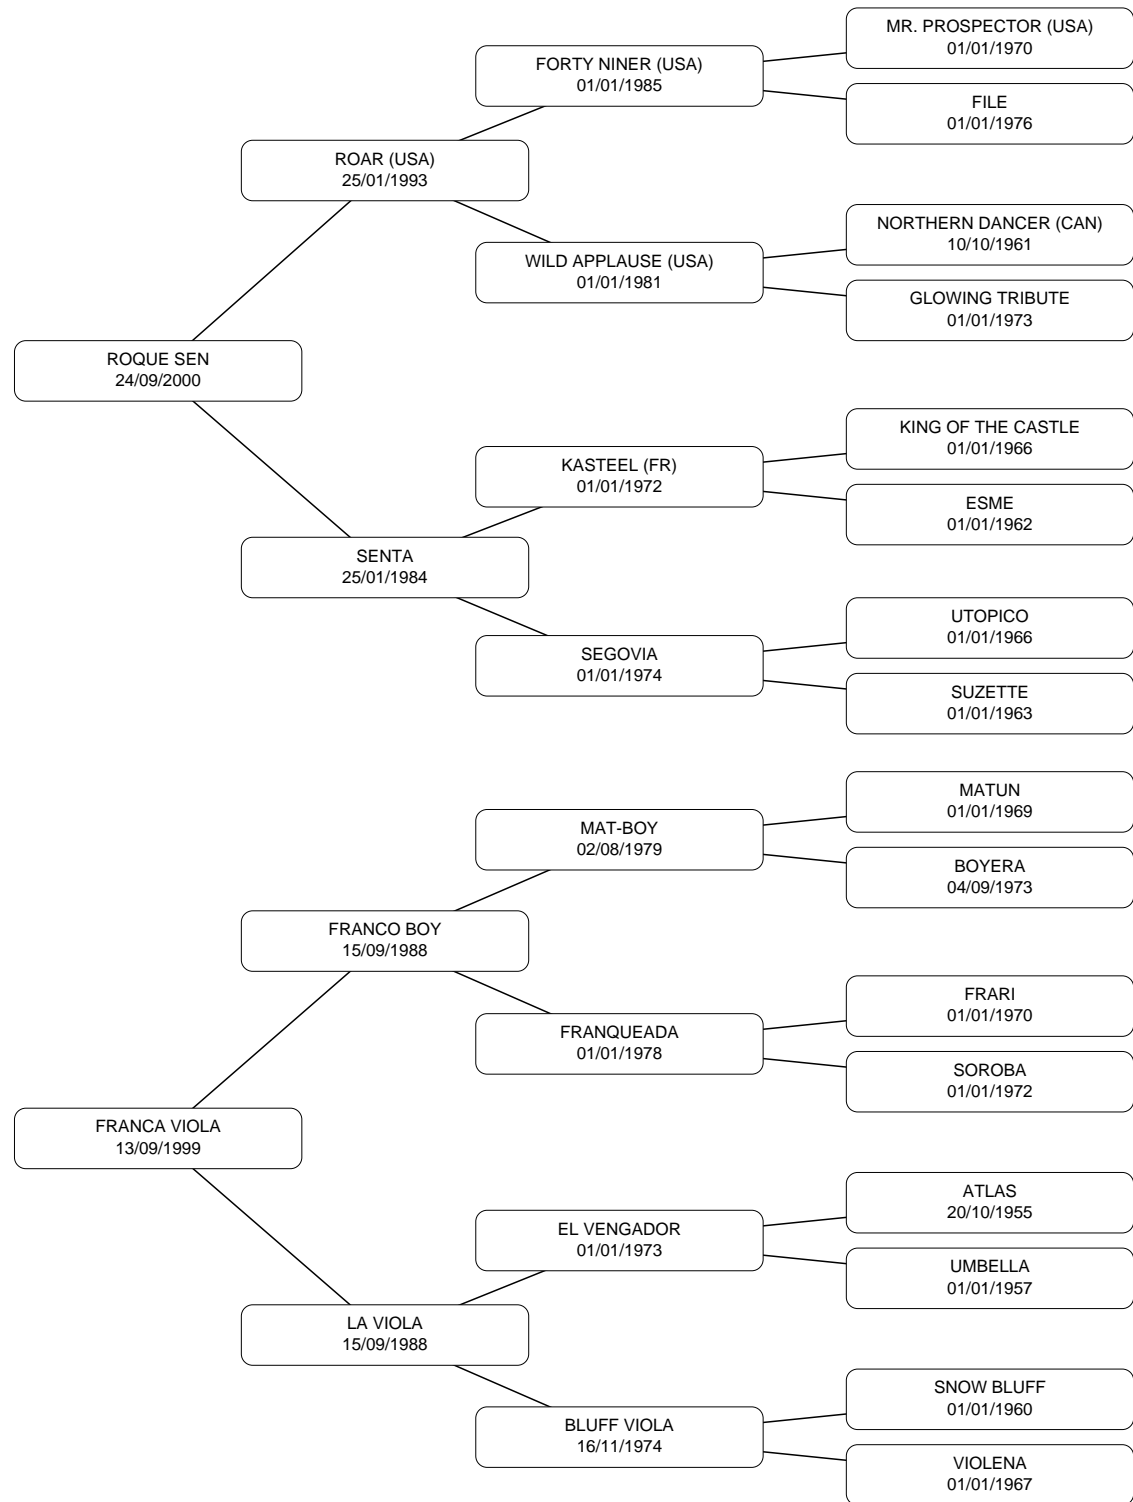 MR. PROSPECTOR (USA)
01/01/1970
FORTY NINER (USA)
01/01/1985
FILE
01/01/1976
ROAR (USA)
25/01/1993
NORTHERN DANCER (CAN)
10/10/1961
WILD APPLAUSE (USA)
01/01/1981
GLOWING TRIBUTE
01/01/1973
ROQUE SEN
24/09/2000
KING OF THE CASTLE
01/01/1966
KASTEEL (FR)
01/01/1972
ESME
01/01/1962
SENTA
25/01/1984
UTOPICO
01/01/1966
SEGOVIA
01/01/1974
SUZETTE
01/01/1963
MATUN
01/01/1969
MAT-BOY
02/08/1979
BOYERA
04/09/1973
FRANCO BOY
15/09/1988
FRARI
01/01/1970
FRANQUEADA
01/01/1978
SOROBA
01/01/1972
FRANCA VIOLA
13/09/1999
ATLAS
20/10/1955
EL VENGADOR
01/01/1973
UMBELLA
01/01/1957
LA VIOLA
15/09/1988
SNOW BLUFF
01/01/1960
BLUFF VIOLA
16/11/1974
VIOLENA
01/01/1967